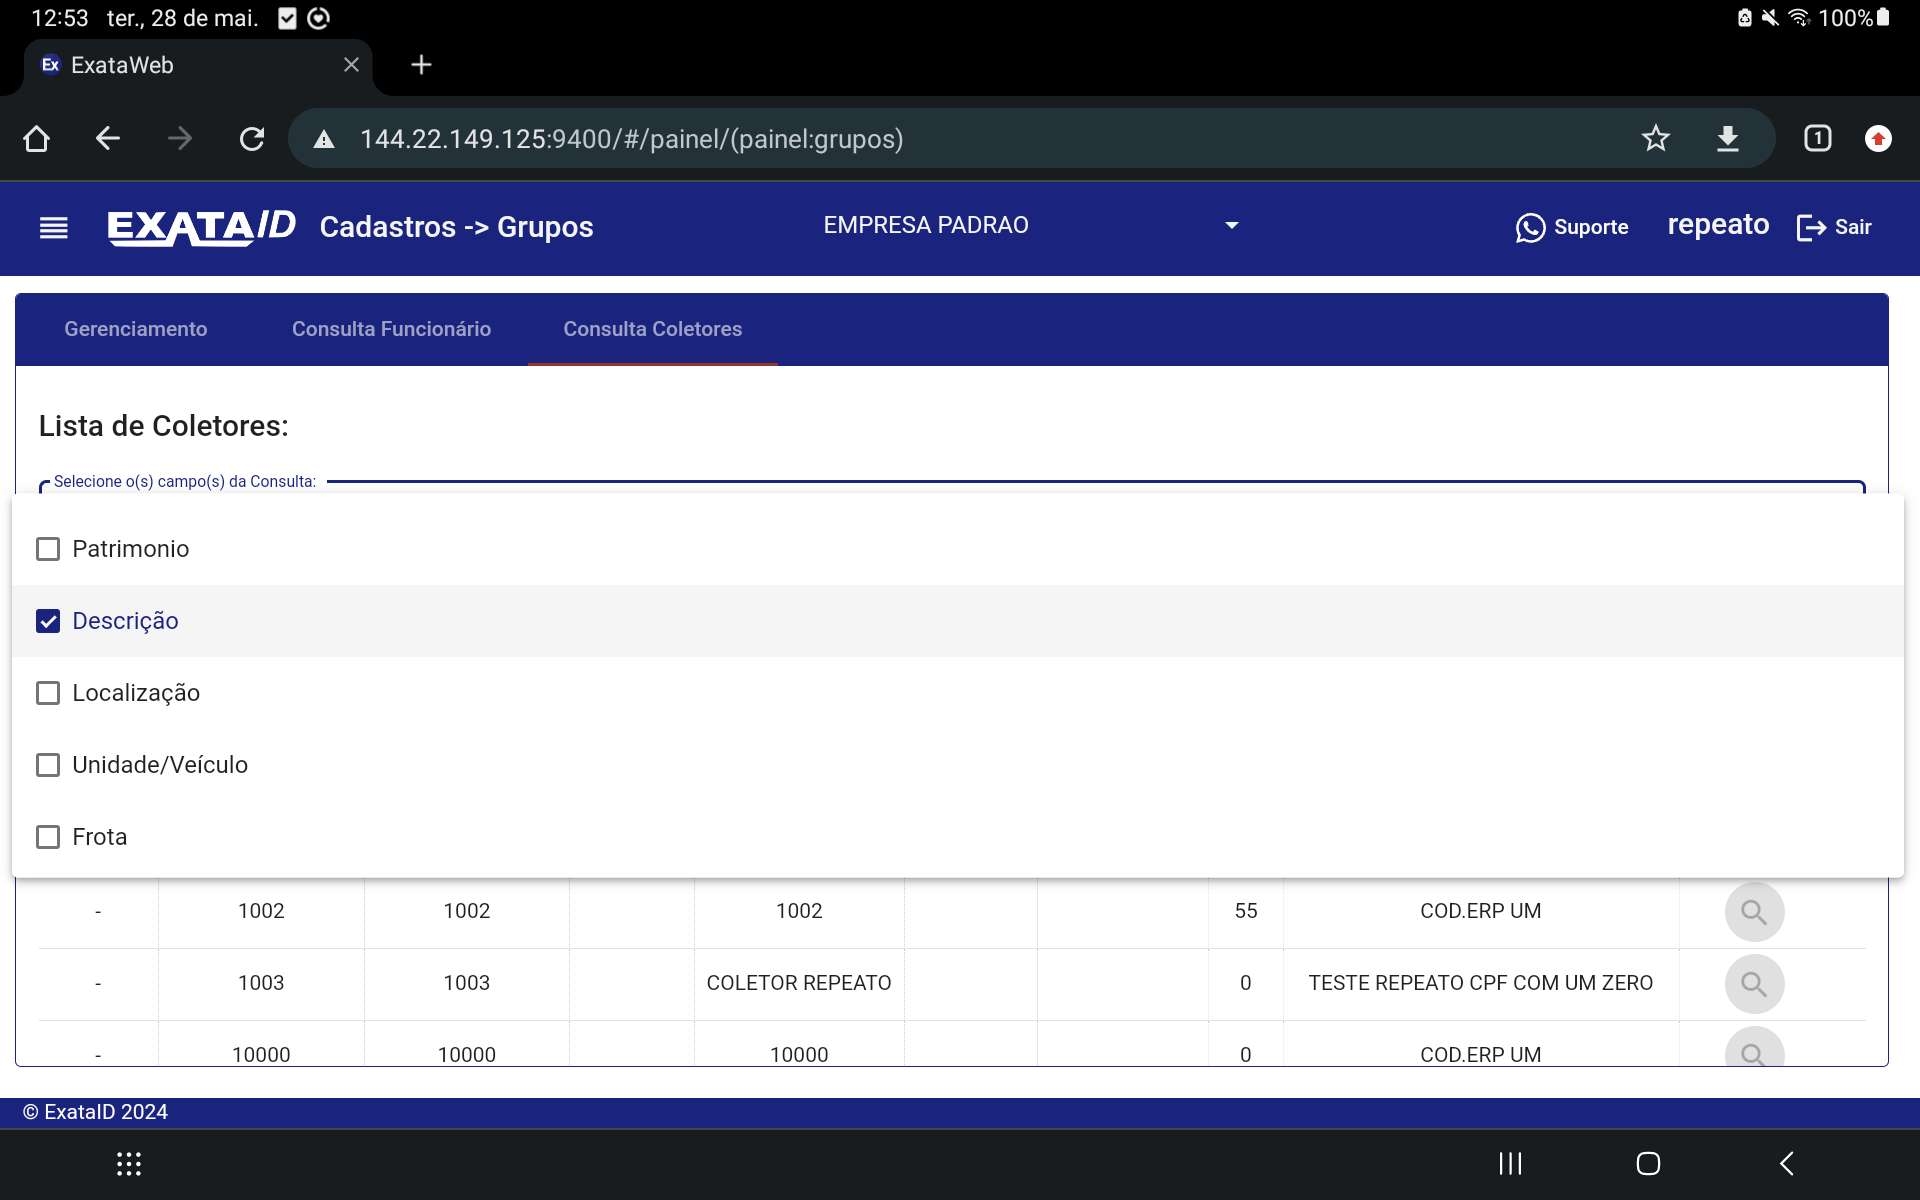 12:53 ter., 28 de mai. 100%
Ex ExataWeb
144.22.149.125:9400/#/painel/(painel:grupos) 1
EXATAID Cadastros -> Grupos EMPRESA PADRAO Suporte repeato Sair
Gerenciamento Consulta Funcionário Consulta Coletores
Lista de Coletores:
Selecione o(s) campo(s) da Consulta:
Patrimonio
Descrição
Localização
Unidade/Veículo
Frota
- 1002 1002 1002 55 COD.ERP UM
- 1003 1003 COLETOR REPEATO 0 TESTE REPEATO CPF COM UM ZERO
- 10000 10000 10000 0 COD.ERP UM
© ExataID 2024